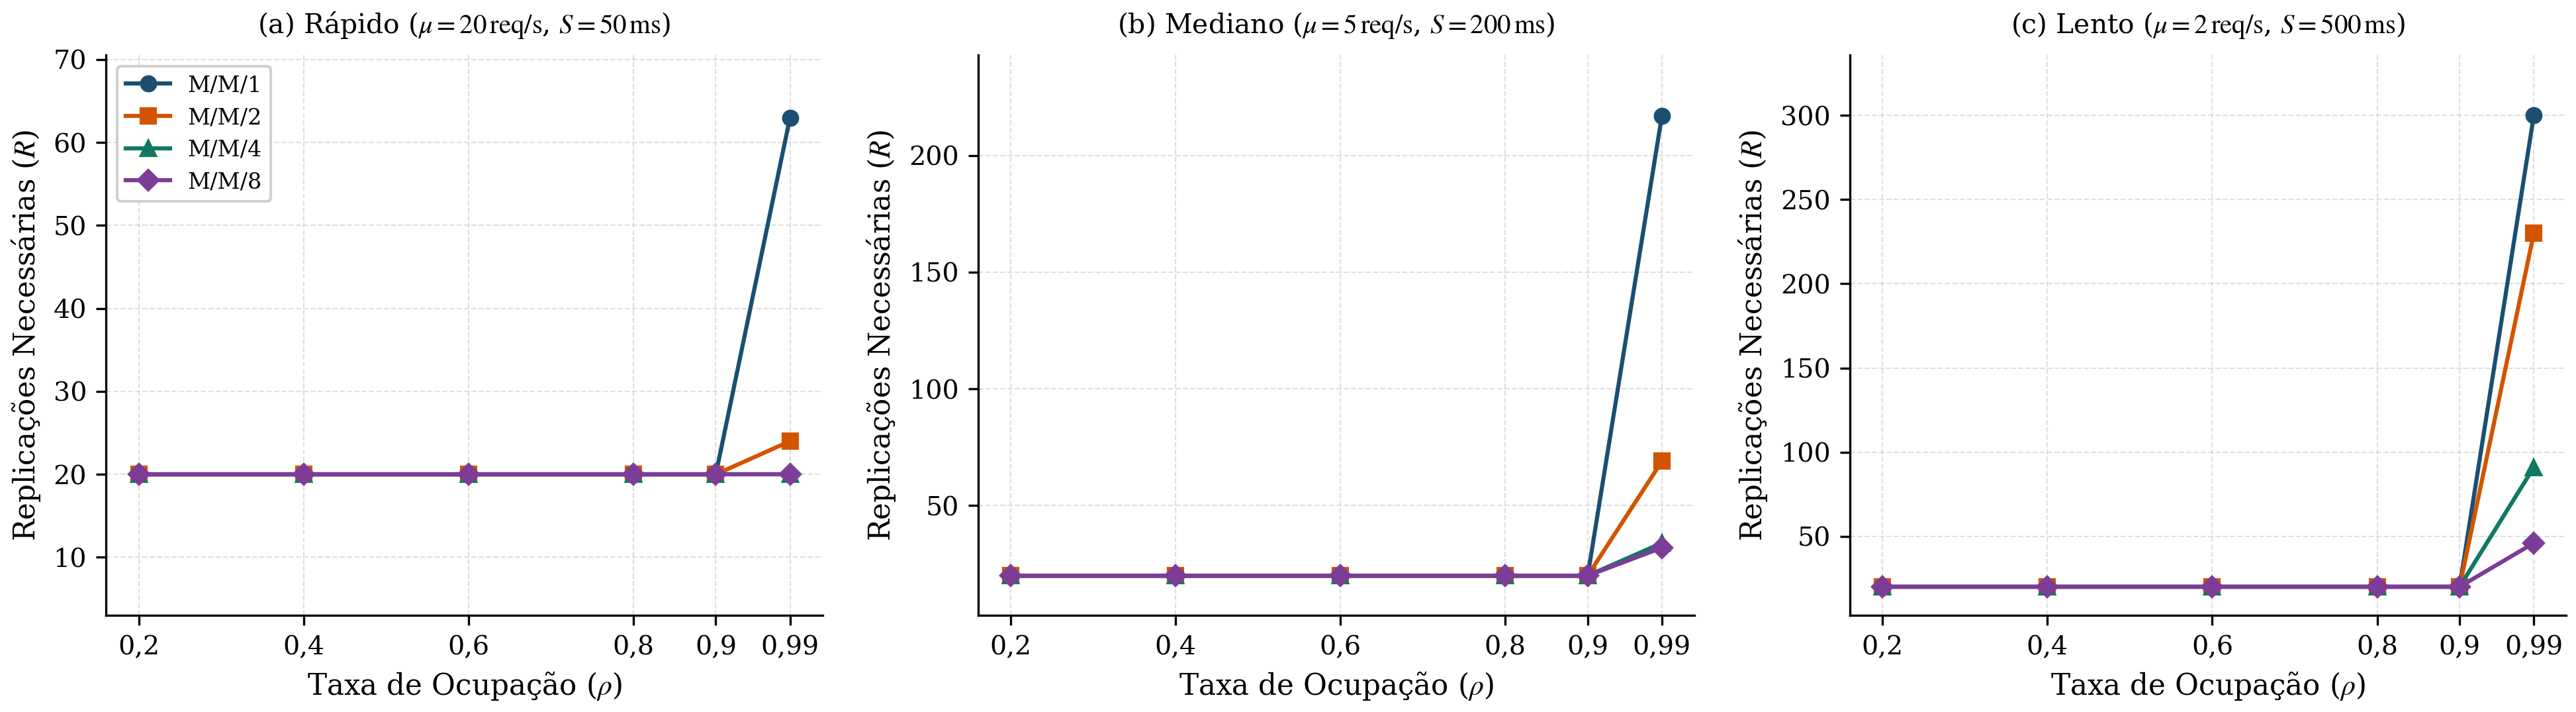 (a) Rápido (μ = 20 req/s, S = 50 ms)
Replicações Necessárias (R)
70
60
50
40
30
20
10
M/M/1
M/M/2
M/M/4
M/M/8
0,2 0,4 0,6 0,8 0,9 0,99
Taxa de Ocupação (ρ)
(b) Mediano (μ = 5 req/s, S = 200 ms)
Replicações Necessárias (R)
200
150
100
50
0,2 0,4 0,6 0,8 0,9 0,99
Taxa de Ocupação (ρ)
(c) Lento (μ = 2 req/s, S = 500 ms)
Replicações Necessárias (R)
300
250
200
150
100
50
0,2 0,4 0,6 0,8 0,9 0,99
Taxa de Ocupação (ρ)